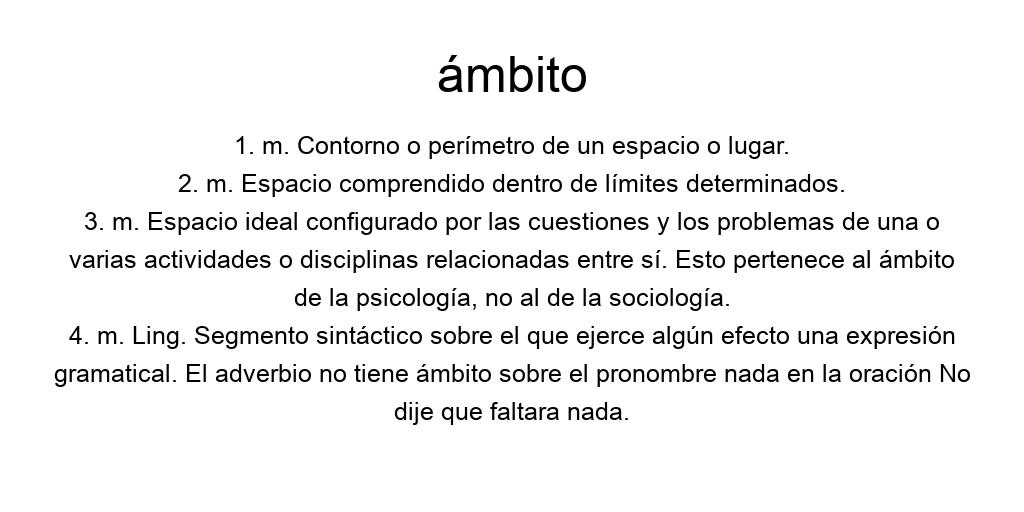 ámbito
1. m. Contorno o perímetro de un espacio o lugar.
2. m. Espacio comprendido dentro de límites determinados.
3. m. Espacio ideal configurado por las cuestiones y los problemas de una o
varias actividades o disciplinas relacionadas entre sí. Esto pertenece al ámbito
de la psicología, no al de la sociología.
4. m. Ling. Segmento sintáctico sobre el que ejerce algún efecto una expresión
gramatical. El adverbio no tiene ámbito sobre el pronombre nada en la oración No
dije que faltara nada.